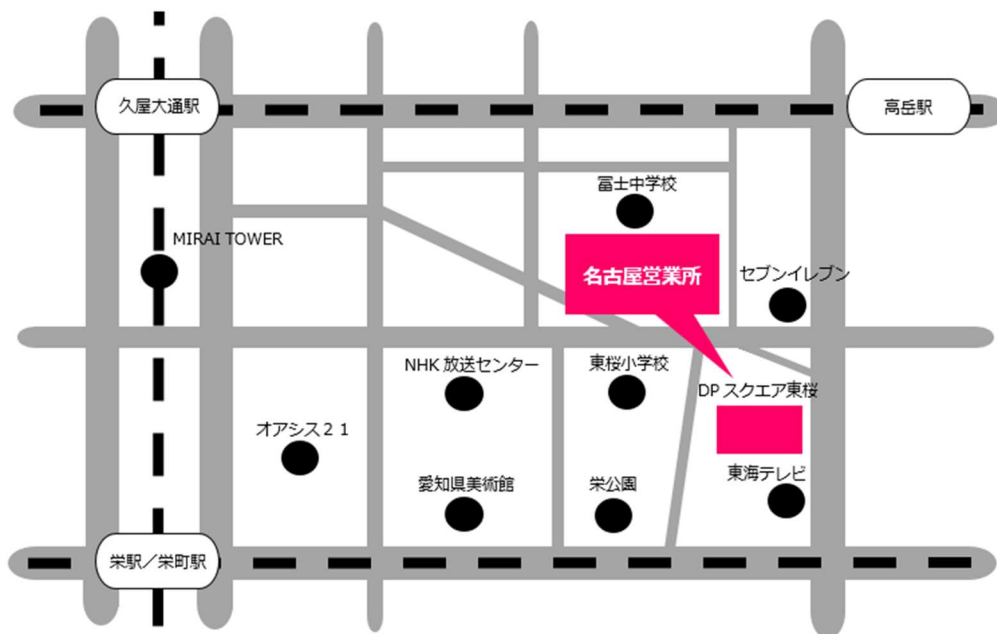 久屋大通駅
高岳駅
冨士中学校
MIRAI TOWER
名古屋営業所
セブンイレブン
NHK 放送センター
東桜小学校
DP スクエア東桜
オアシス２１
愛知県美術館
栄公園
東海テレビ
栄駅／栄町駅